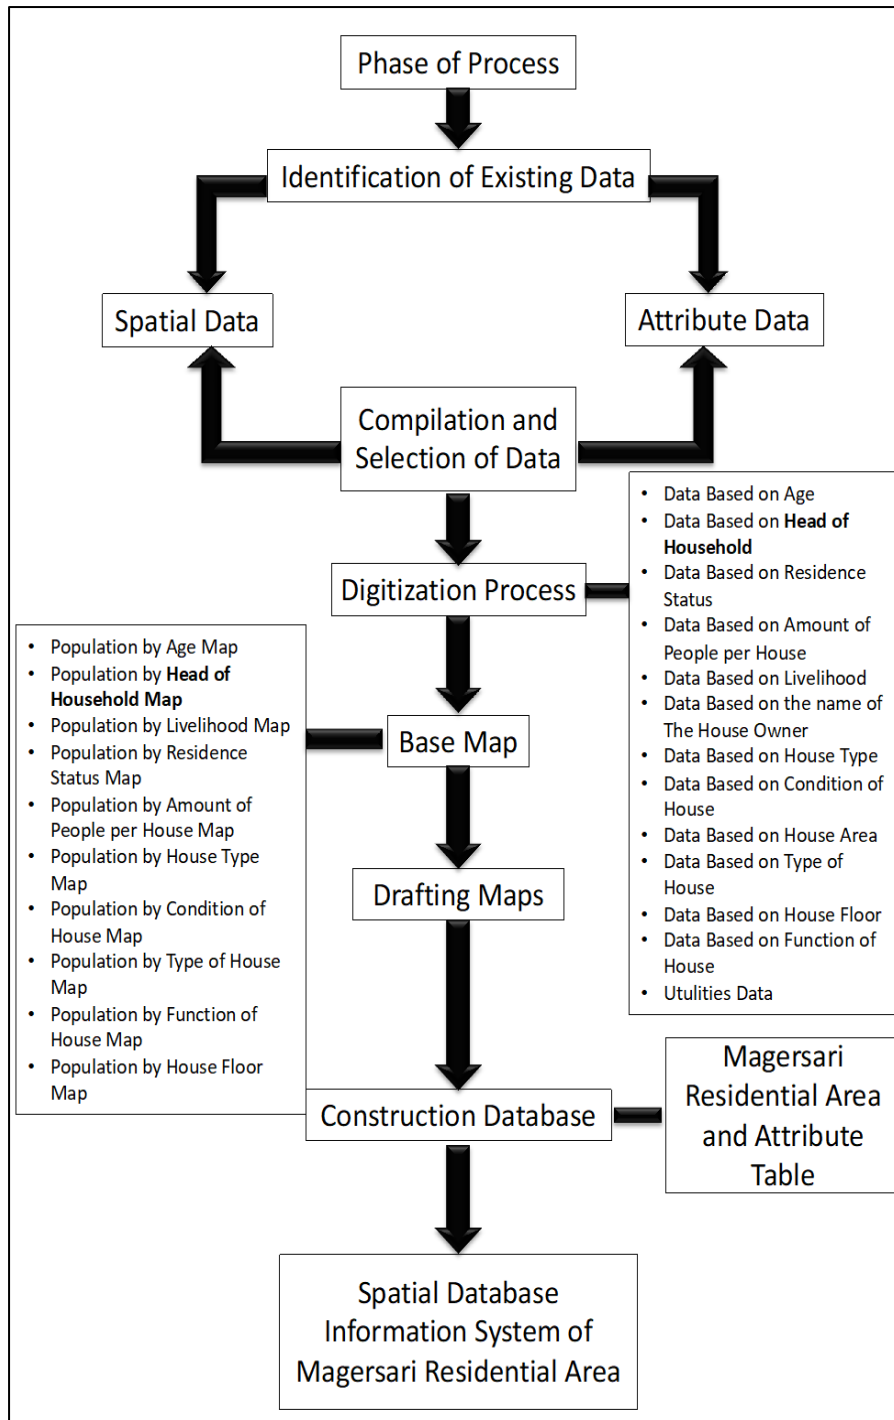 Phase of Process
Identification of Existing Data
Spatial Data
Attribute Data
Compilation and
Selection of Data
Digitization Process
• Data Based on Age
• Data Based on Head of
Household
• Data Based on Residence
Status
• Data Based on Amount of
People per House
• Data Based on Livelihood
• Data Based on the name of
The House Owner
• Data Based on House Type
• Data Based on Condition of
House
• Data Based on House Area
• Data Based on Type of
House
• Data Based on House Floor
• Data Based on Function of
House
• Utulities Data
• Population by Age Map
• Population by Head of
Household Map
• Population by Livelihood Map
• Population by Residence
Status Map
• Population by Amount of
People per House Map
• Population by House Type
Map
• Population by Condition of
House Map
• Population by Type of House
Map
• Population by Function of
House Map
• Population by House Floor
Map
Base Map
Drafting Maps
Construction Database
Magersari
Residential Area
and Attribute
Table
Spatial Database
Information System of
Magersari Residential Area